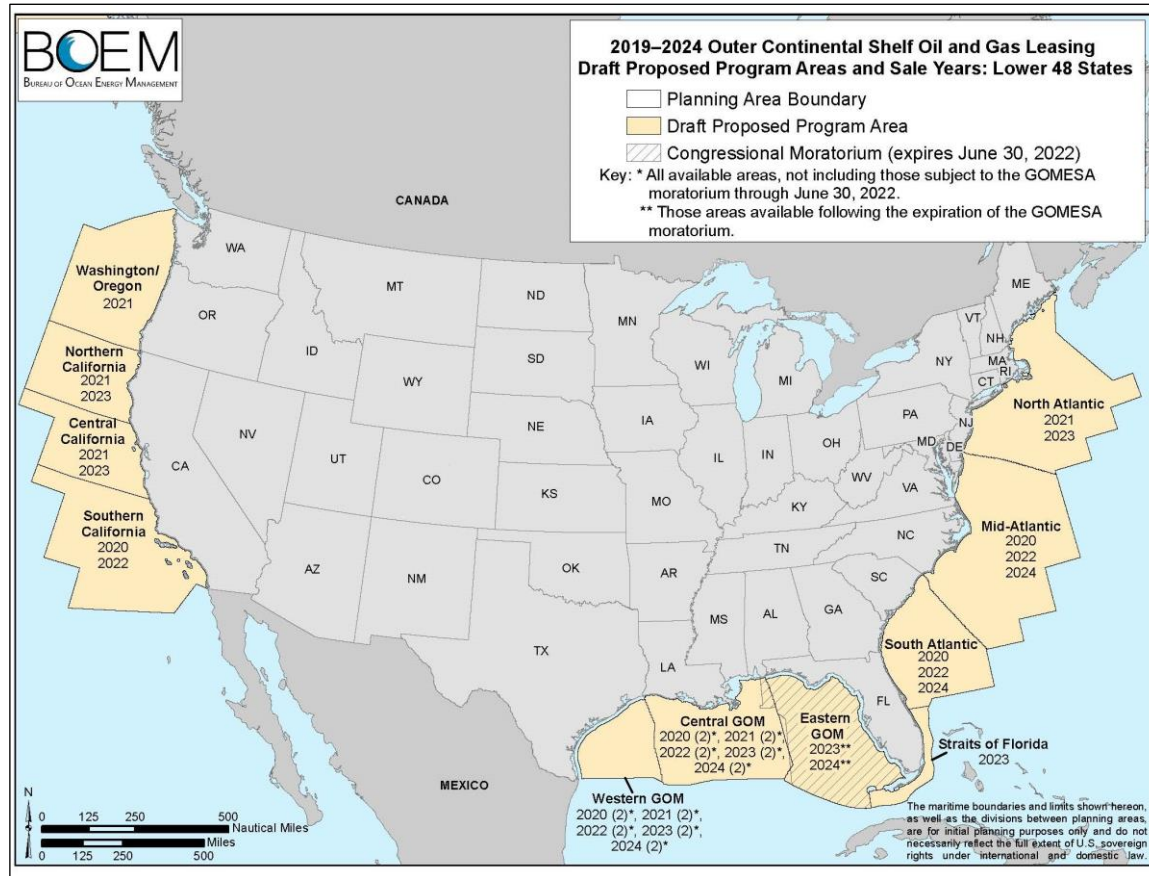 BOEM
BUREAU OF OCEAN ENERGY MANAGEMENT
2019–2024 Outer Continental Shelf Oil and Gas Leasing
Draft Proposed Program Areas and Sale Years: Lower 48 States
Planning Area Boundary
Draft Proposed Program Area
Congressional Moratorium (expires June 30, 2022)
Key: * All available areas, not including those subject to the GOMESA
moratorium through June 30, 2022.
** Those areas available following the expiration of the GOMESA
moratorium.
CANADA
Washington/
Oregon
2021
Northern
California
2021
2023
Central
California
2021
2023
Southern
California
2020
2022
WA
OR
CA
NV
ID
MT
WY
UT
AZ
CO
NM
ND
SD
NE
KS
OK
TX
MN
IA
MO
AR
LA
WI
IL
MI
IN
OH
KY
TN
MS
AL
GA
FL
SC
NC
VA
WV
PA
NY
MD
DE
NJ
CT
RI
MA
NH
VT
ME
North Atlantic
2021
2023
Mid-Atlantic
2020
2022
2024
South Atlantic
2020
2022
2024
Straits of Florida
2023
Eastern
GOM
2023**
2024**
Central GOM
2020 (2)*, 2021 (2)*,
2022 (2)*, 2023 (2)*,
2024 (2)*
Western GOM
2020 (2)*, 2021 (2)*,
2022 (2)*, 2023 (2)*,
2024 (2)*
MEXICO
N
0 125 250 500
Nautical Miles
Miles
0 125 250 500
The maritime boundaries and limits shown hereon,
as well as the divisions between planning areas,
are for initial planning purposes only and do not
necessarily reflect the full extent of U.S. sovereign
rights under international and domestic law.